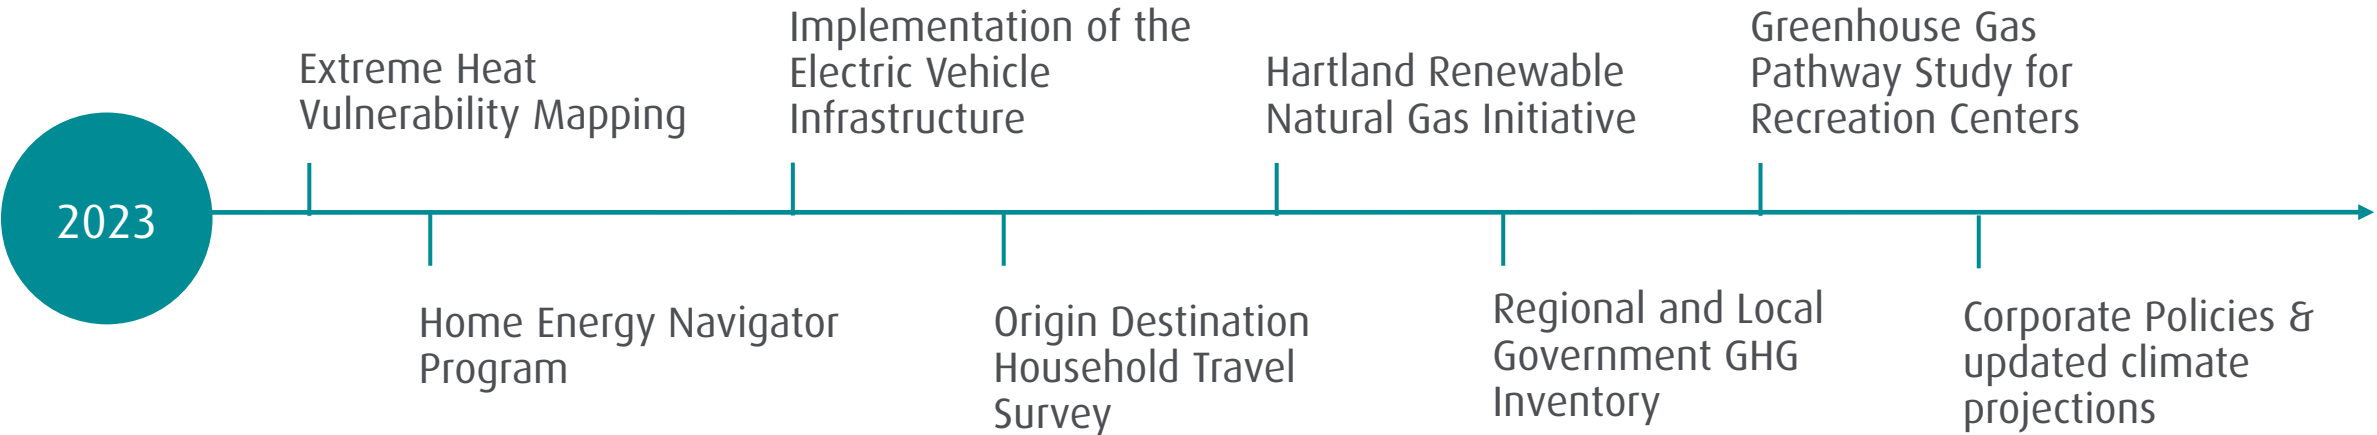 2023
Extreme Heat
Vulnerability Mapping
Home Energy Navigator
Program
Implementation of the
Electric Vehicle
Infrastructure
Origin Destination
Household Travel
Survey
Hartland Renewable
Natural Gas Initiative
Regional and Local
Government GHG
Inventory
Greenhouse Gas
Pathway Study for
Recreation Centers
Corporate Policies &
updated climate
projections